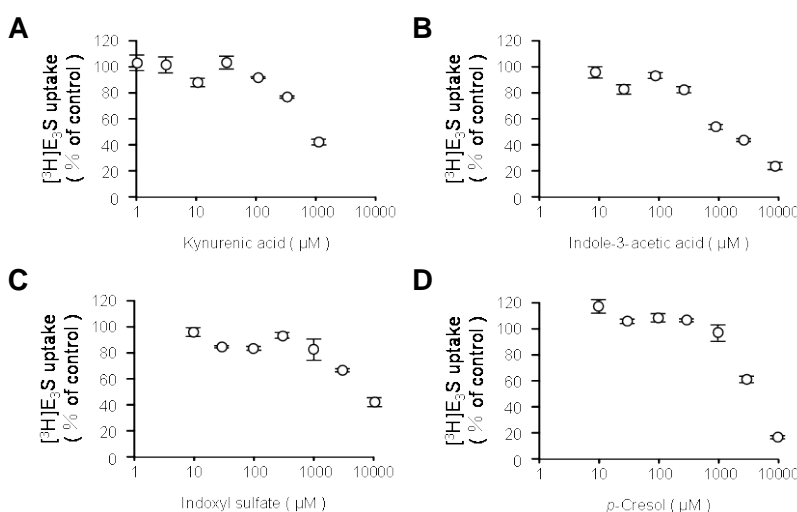 A
[³H]E₃S uptake
( % of control )
120
100
80
60
40
20
0
1 10 100 1000 10000
Kynurenic acid ( µM )
B
[³H]E₃S uptake
( % of control )
120
100
80
60
40
20
0
1 10 100 1000 10000
Indole-3-acetic acid ( µM )
C
[³H]E₃S uptake
( % of control )
120
100
80
60
40
20
0
1 10 100 1000 10000
Indoxyl sulfate ( µM )
D
[³H]E₃S uptake
( % of control )
120
100
80
60
40
20
0
1 10 100 1000 10000
p-Cresol ( µM )